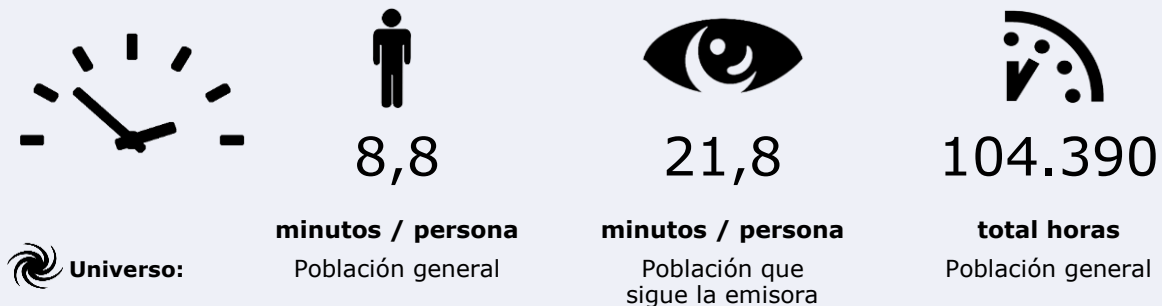 8,8
21,8
104.390
minutos / persona
minutos / persona
total horas
Universo:
Población general
Población que
sigue la emisora
Población general